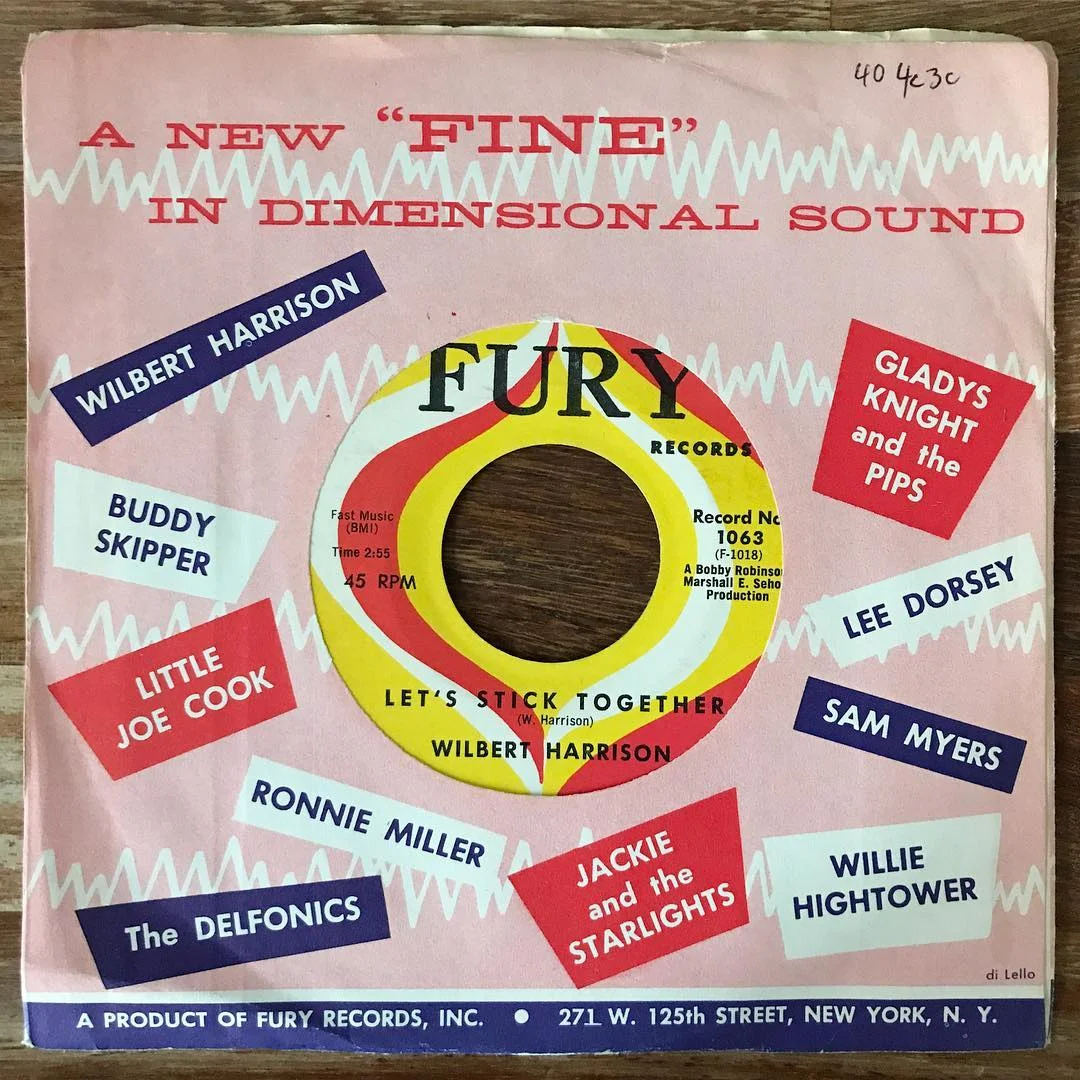 40 4c3c
A NEW “FINE”
IN DIMENSIONAL SOUND
WILBERT HARRISON
GLADYS
KNIGHT
and the
PIPS
BUDDY
SKIPPER
LEE DORSEY
LITTLE
JOE COOK
SAM MYERS
RONNIE MILLER
JACKIE
and the
STARLIGHTS
WILLIE
HIGHTOWER
The DELFONICS
FURY
RECORDS
Fast Music
(BMI)
Time 2:55
45 RPM
Record No
1063
(F-1018)
A Bobby Robinso
Marshall E. Seho
Production
LET'S STICK TOGETHER
(W. Harrison)
WILBERT HARRISON
di Lello
A PRODUCT OF FURY RECORDS, INC. • 271 W. 125th STREET, NEW YORK, N. Y.